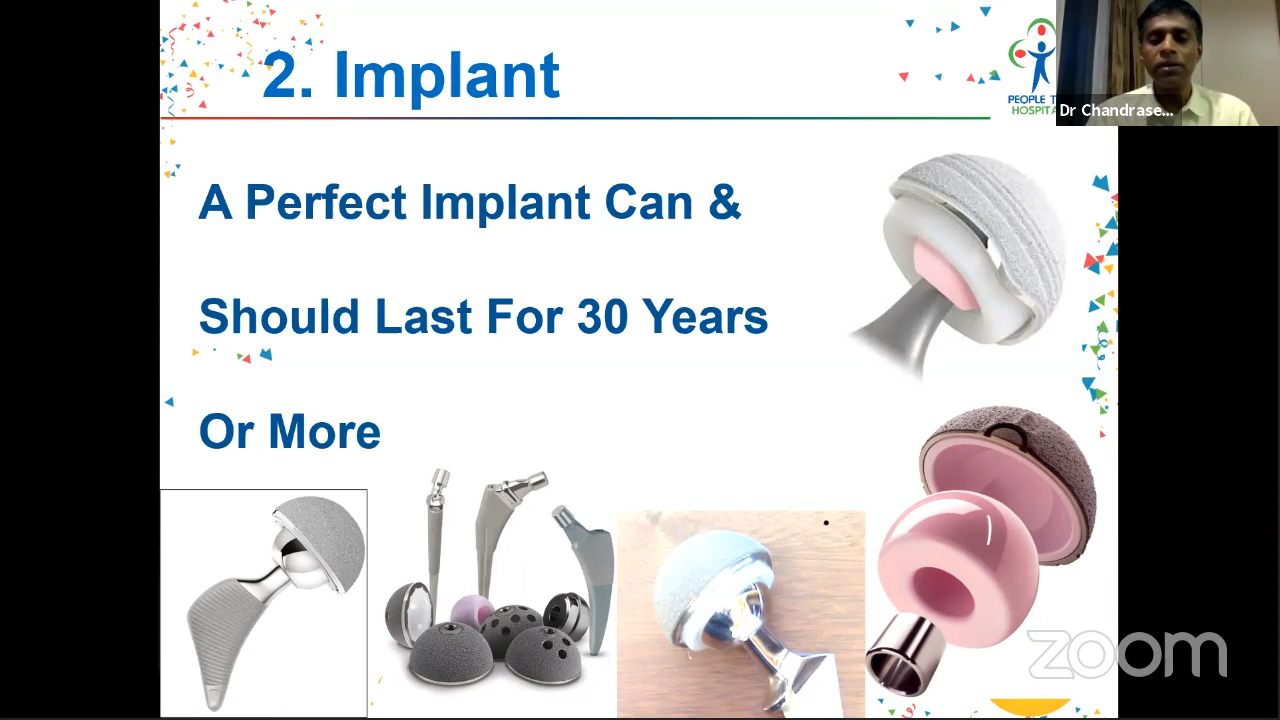 2. Implant
PEOPLE T
HOSPITA
Dr Chandrase...
A Perfect Implant Can &
Should Last For 30 Years
Or More
zoom